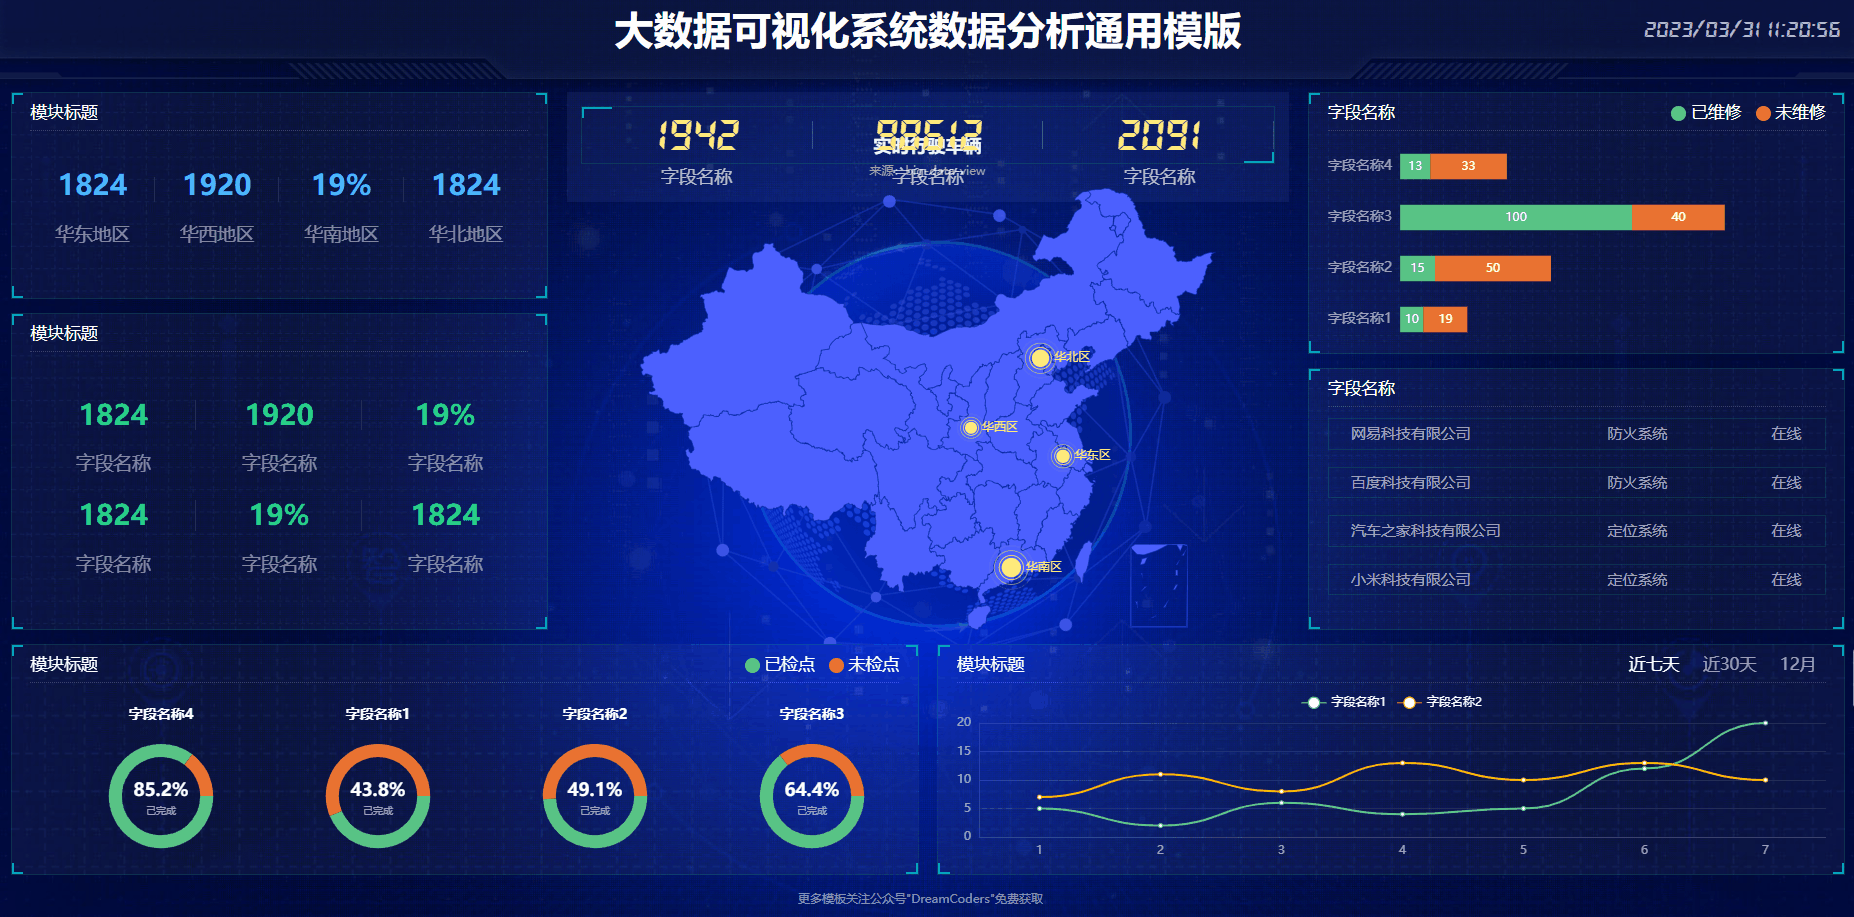 大数据可视化系统数据分析通用模版
2023/03/31 11:20:56
模块标题
1824 1920 19% 1824
华东地区 华西地区 华南地区 华北地区
模块标题
1824 1920 19%
字段名称 字段名称 字段名称
1824 19% 1824
字段名称 字段名称 字段名称
1942 2091
实时行驶车辆
字段名称 字段名称 字段名称
华北区
华西区
华东区
华南区
字段名称 已维修 未维修
字段名称4 13 33
字段名称3 100 40
字段名称2 15 50
字段名称1 10 19
字段名称
网易科技有限公司 防火系统 在线
百度科技有限公司 防火系统 在线
汽车之家科技有限公司 定位系统 在线
小米科技有限公司 定位系统 在线
模块标题 已检点 未检点
字段名称4 字段名称1 字段名称2 字段名称3
85.2% 43.8% 49.1% 64.4%
已完成 已完成 已完成 已完成
模块标题 近七天 近30天 12月
字段名称1 字段名称2
20
15
10
5
0
1 2 3 4 5 6 7
更多模板关注公众号"DreamCoders"免费获取